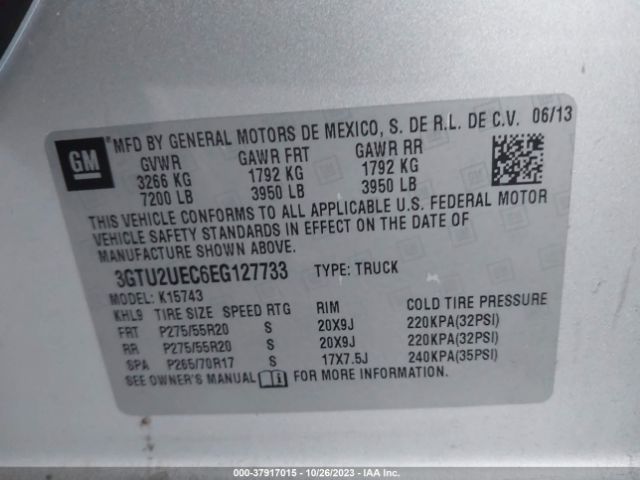 GM
MFD BY GENERAL MOTORS DE MEXICO, S. DE R.L. DE C.V. 06/13
GVWR GAWR FRT GAWR RR
3266 KG 1792 KG 1792 KG
7200 LB 3950 LB 3950 LB
THIS VEHICLE CONFORMS TO ALL APPLICABLE U.S. FEDERAL MOTOR
VEHICLE SAFETY STANDARDS IN EFFECT ON THE DATE OF
MANUFACTURE SHOWN ABOVE.
3GTU2UEC6EG127733 TYPE: TRUCK
MODEL: K15743
KHL9 TIRE SIZE SPEED RTG RIM COLD TIRE PRESSURE
FRT P275/55R20 S 20X9J 220KPA(32PSI)
RR P275/55R20 S 20X9J 220KPA(32PSI)
SPA P265/70R17 S 17X7.5J 240KPA(35PSI)
SEE OWNER'S MANUAL FOR MORE INFORMATION.
000-37917015 - 10/26/2023 - IAA Inc.